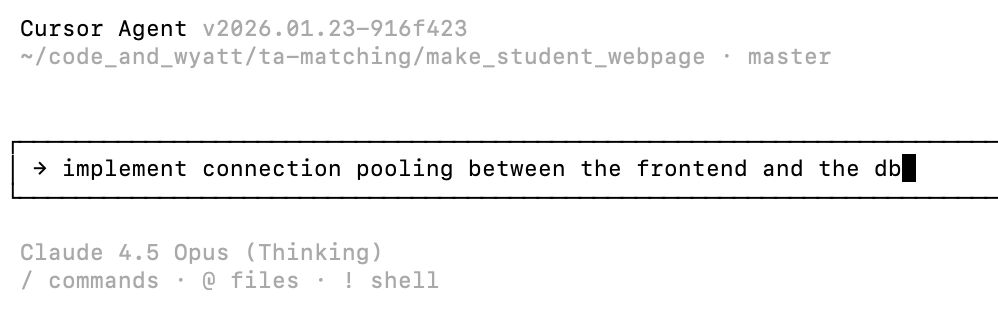 Cursor Agent v2026.01.23-916f423
~/code_and_wyatt/ta-matching/make_student_webpage · master
→ implement connection pooling between the frontend and the db
Claude 4.5 Opus (Thinking)
/ commands · @ files · ! shell